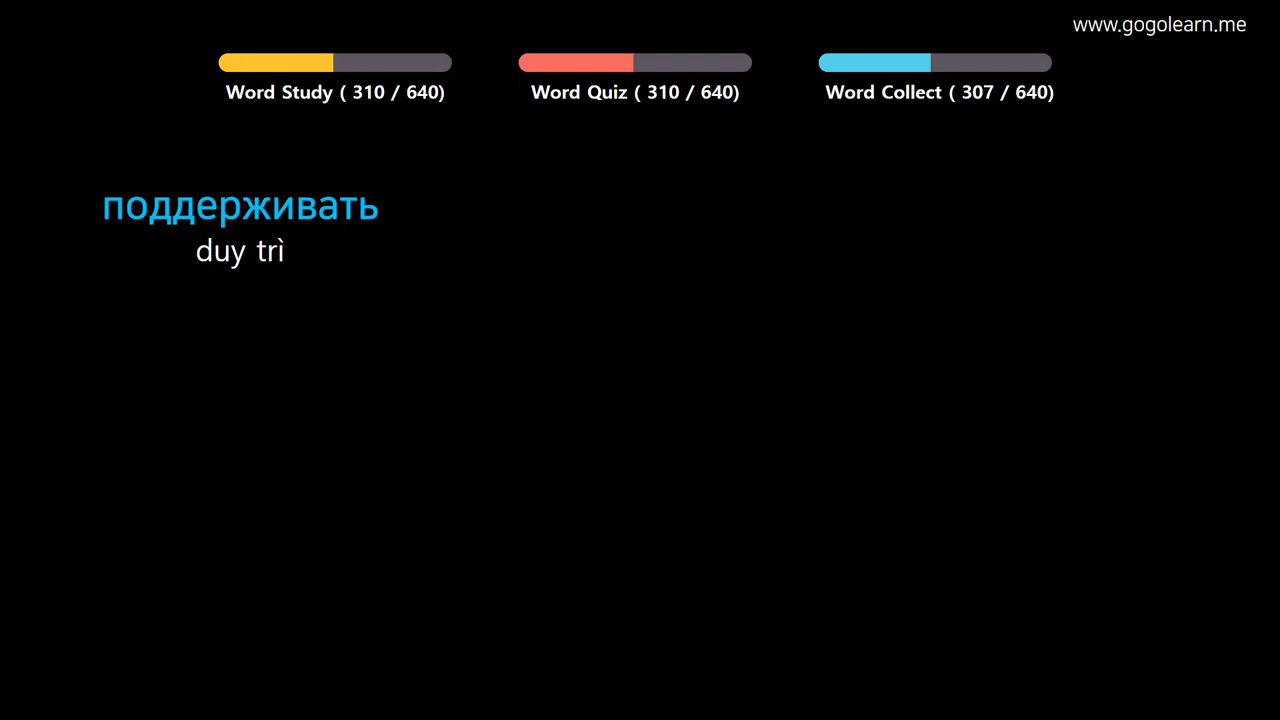 www.gogolearn.me
Word Study ( 310 / 640)
Word Quiz ( 310 / 640)
Word Collect ( 307 / 640)
поддерживать
duy trì